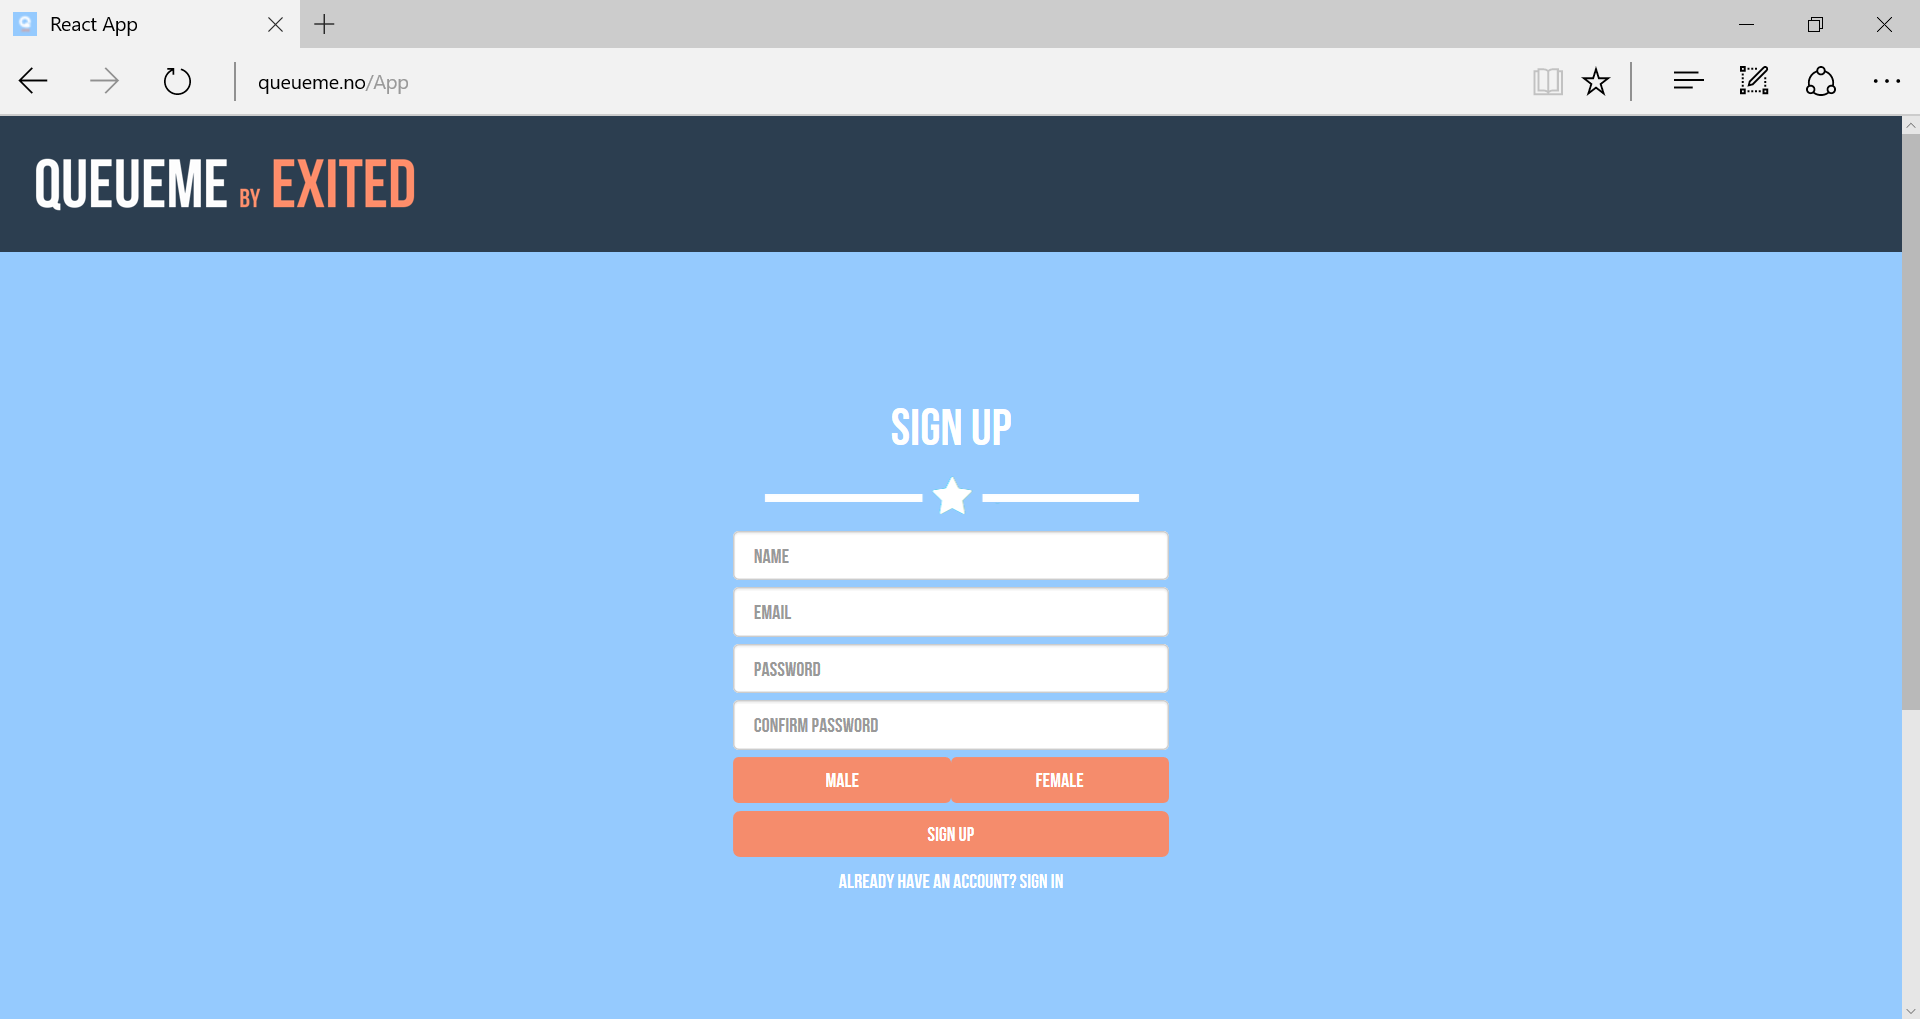 React App
queueme.no/App
QUEUEME BY EXITED
SIGN UP
NAME
EMAIL
PASSWORD
CONFIRM PASSWORD
MALE FEMALE
SIGN UP
ALREADY HAVE AN ACCOUNT? SIGN IN